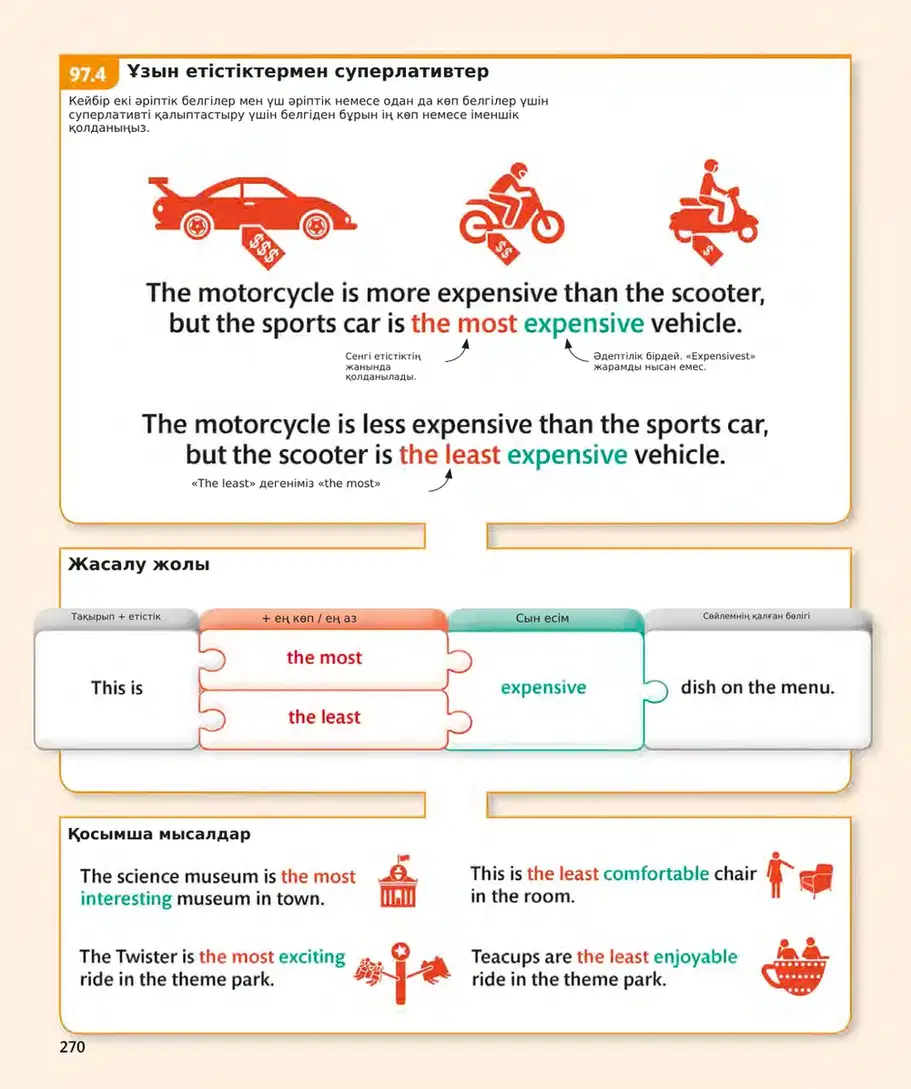 97.4 Ұзын етістіктермен суперлативтер
Кейбір екі әріптік белгілер мен үш әріптік немесе одан да көп белгілер үшін
суперлативті қалыптастыру үшін белгіден бұрын ің көп немесе іменшік
қолданыңыз.
$$$
$$
$
The motorcycle is more expensive than the scooter,
but the sports car is the most expensive vehicle.
Сенгі етістіктің
жанында
қолданылады.
Әдептілік бірдей. «Expensivest»
жарамды нысан емес.
The motorcycle is less expensive than the sports car,
but the scooter is the least expensive vehicle.
«The least» дегеніміз «the most»
Жасалу жолы
Тақырып + етістік
+ ең көп / ең аз
Сын есім
Сөйлемнің қалған бөлігі
This is
the most
the least
expensive
dish on the menu.
Қосымша мысалдар
The science museum is the most
interesting museum in town.
This is the least comfortable chair
in the room.
The Twister is the most exciting
ride in the theme park.
Teacups are the least enjoyable
ride in the theme park.
270